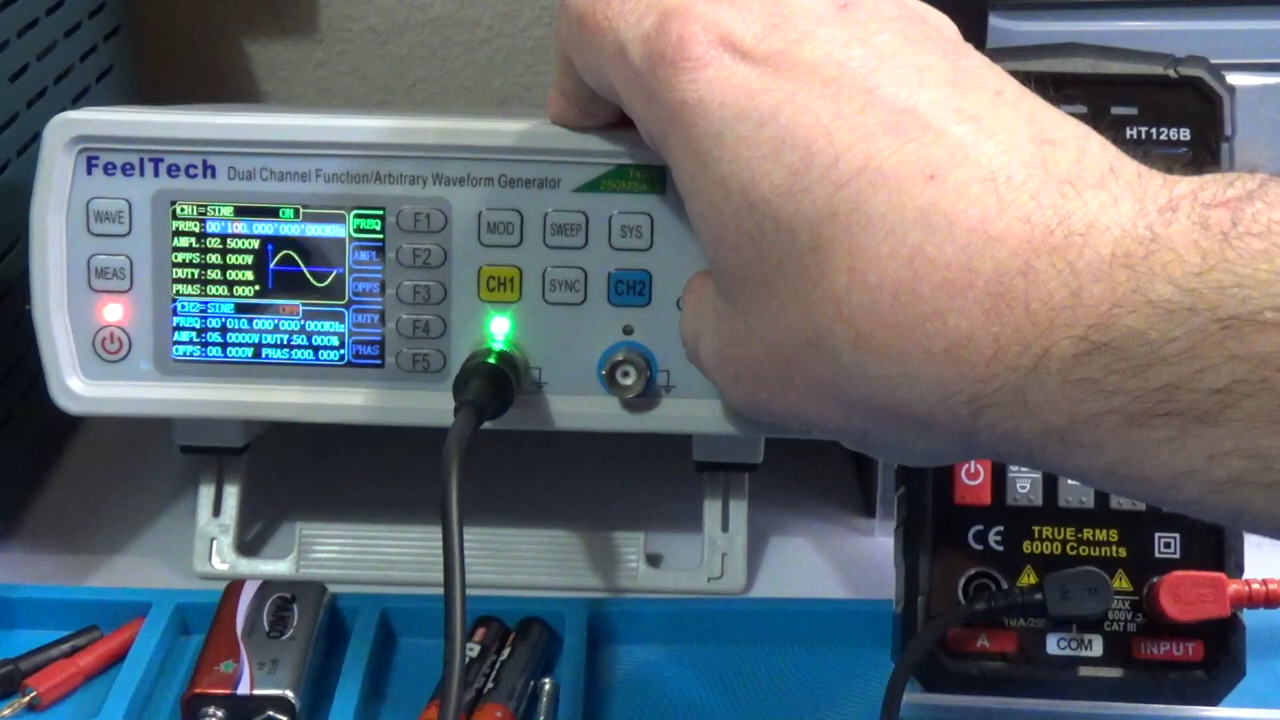 FeelTech Dual Channel Function/Arbitrary Waveform Generator
250MSa
HT126B
WAVE
MEAS
CH1=SINE ON
FREQ:00'100.000'000'000KHz
AMPL:02.5000V
OFFS:00.000V
DUTY:50.000%
PHAS:000.000°
CH2=SINE OFF
FREQ:00'010.000'000'000KHz
AMPL:05.0000V DUTY:50.000%
OFFS:00.000V PHAS:000.000°
FREQ
AMPL
OFFS
DUTY
PHAS
F1
F2
F3
F4
F5
MOD
SWEEP
SYS
CH1
SYNC
CH2
CE
TRUE-RMS
6000 Counts
MAX
600V
CAT III
A
COM
INPUT